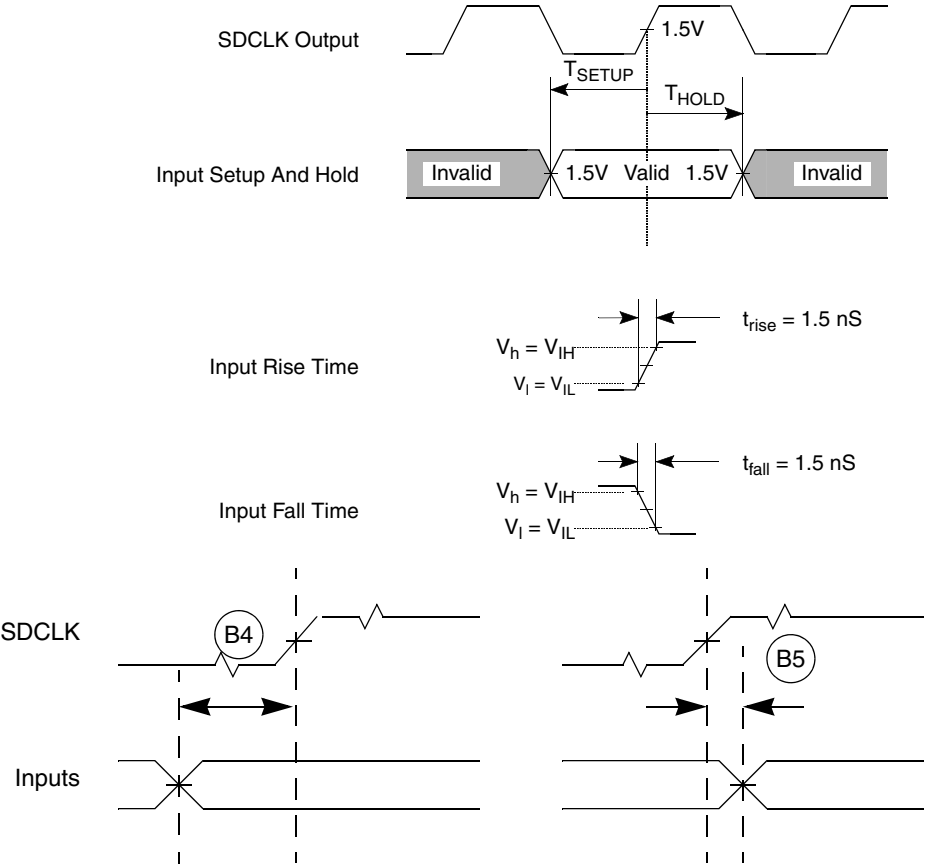 SDCLK Output
1.5V
TSETUP
THOLD
Input Setup And Hold
Invalid 1.5V Valid 1.5V Invalid
trise = 1.5 nS
Vh = VIH
Input Rise Time
Vl = VIL
tfall = 1.5 nS
Vh = VIH
Input Fall Time
Vl = VIL
SDCLK
B4
B5
Inputs